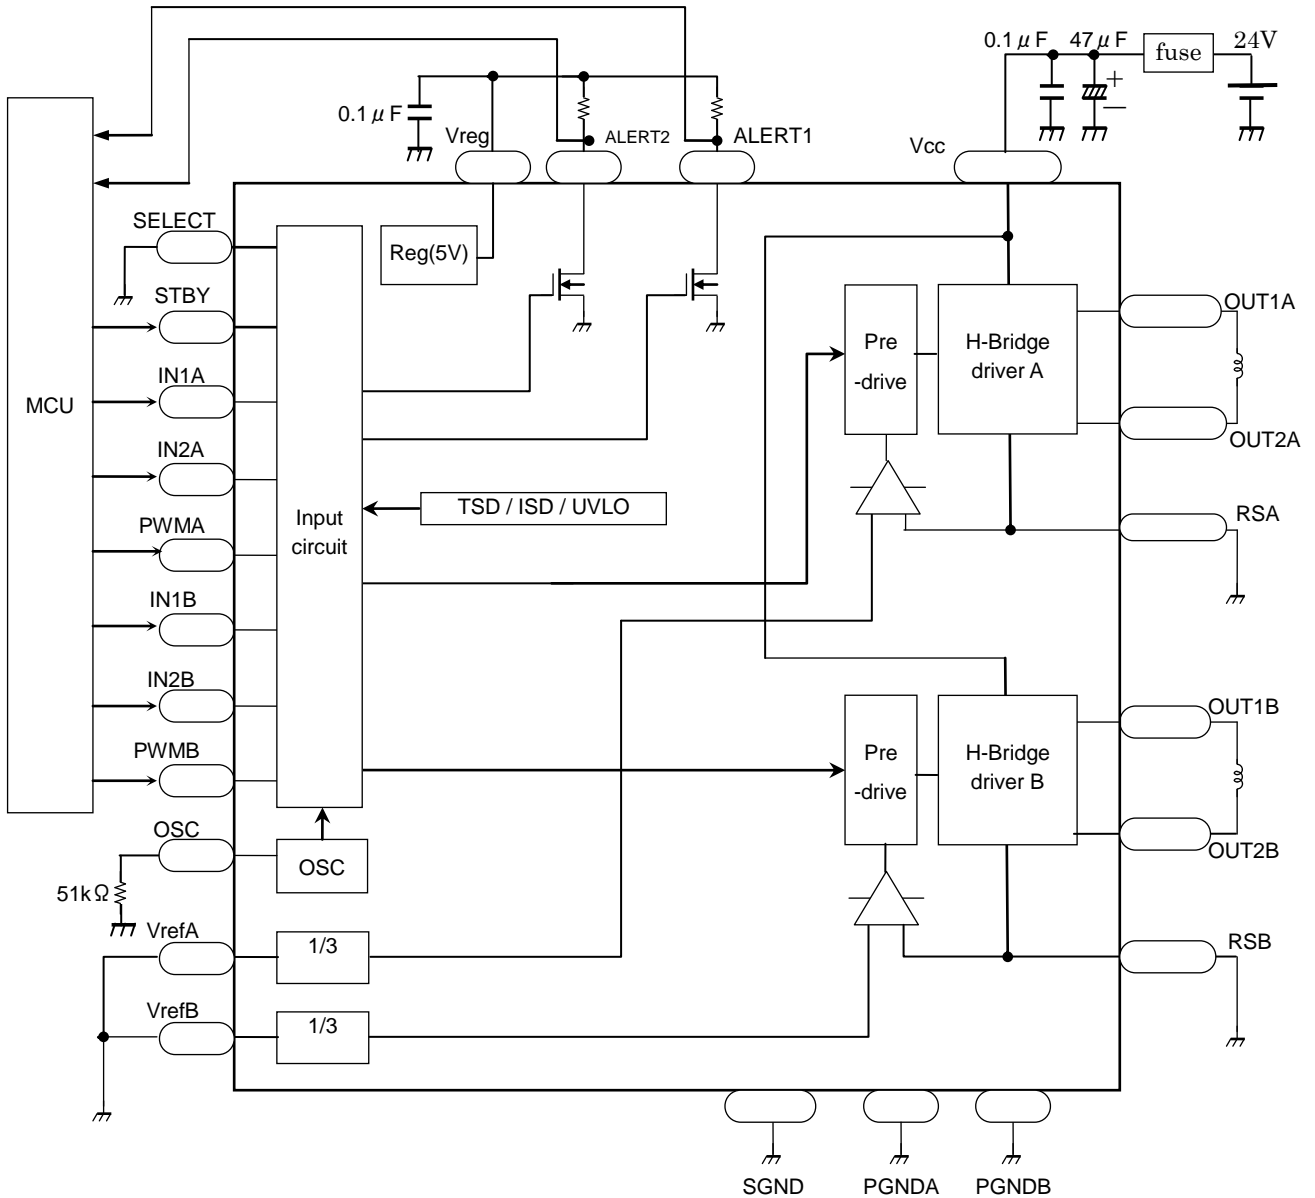 0.1μF
47μF
fuse
24V
0.1μF
Vreg
ALERT2
ALERT1
Vcc
SELECT
Reg(5V)
STBY
OUT1A
Pre
-drive
H-Bridge
driver A
IN1A
MCU
OUT2A
IN2A
TSD / ISD / UVLO
RSA
PWMA
Input
circuit
IN1B
IN2B
OUT1B
PWMB
Pre
-drive
H-Bridge
driver B
OSC
OSC
OUT2B
51kΩ
VrefA
1/3
RSB
VrefB
1/3
SGND
PGNDA
PGNDB